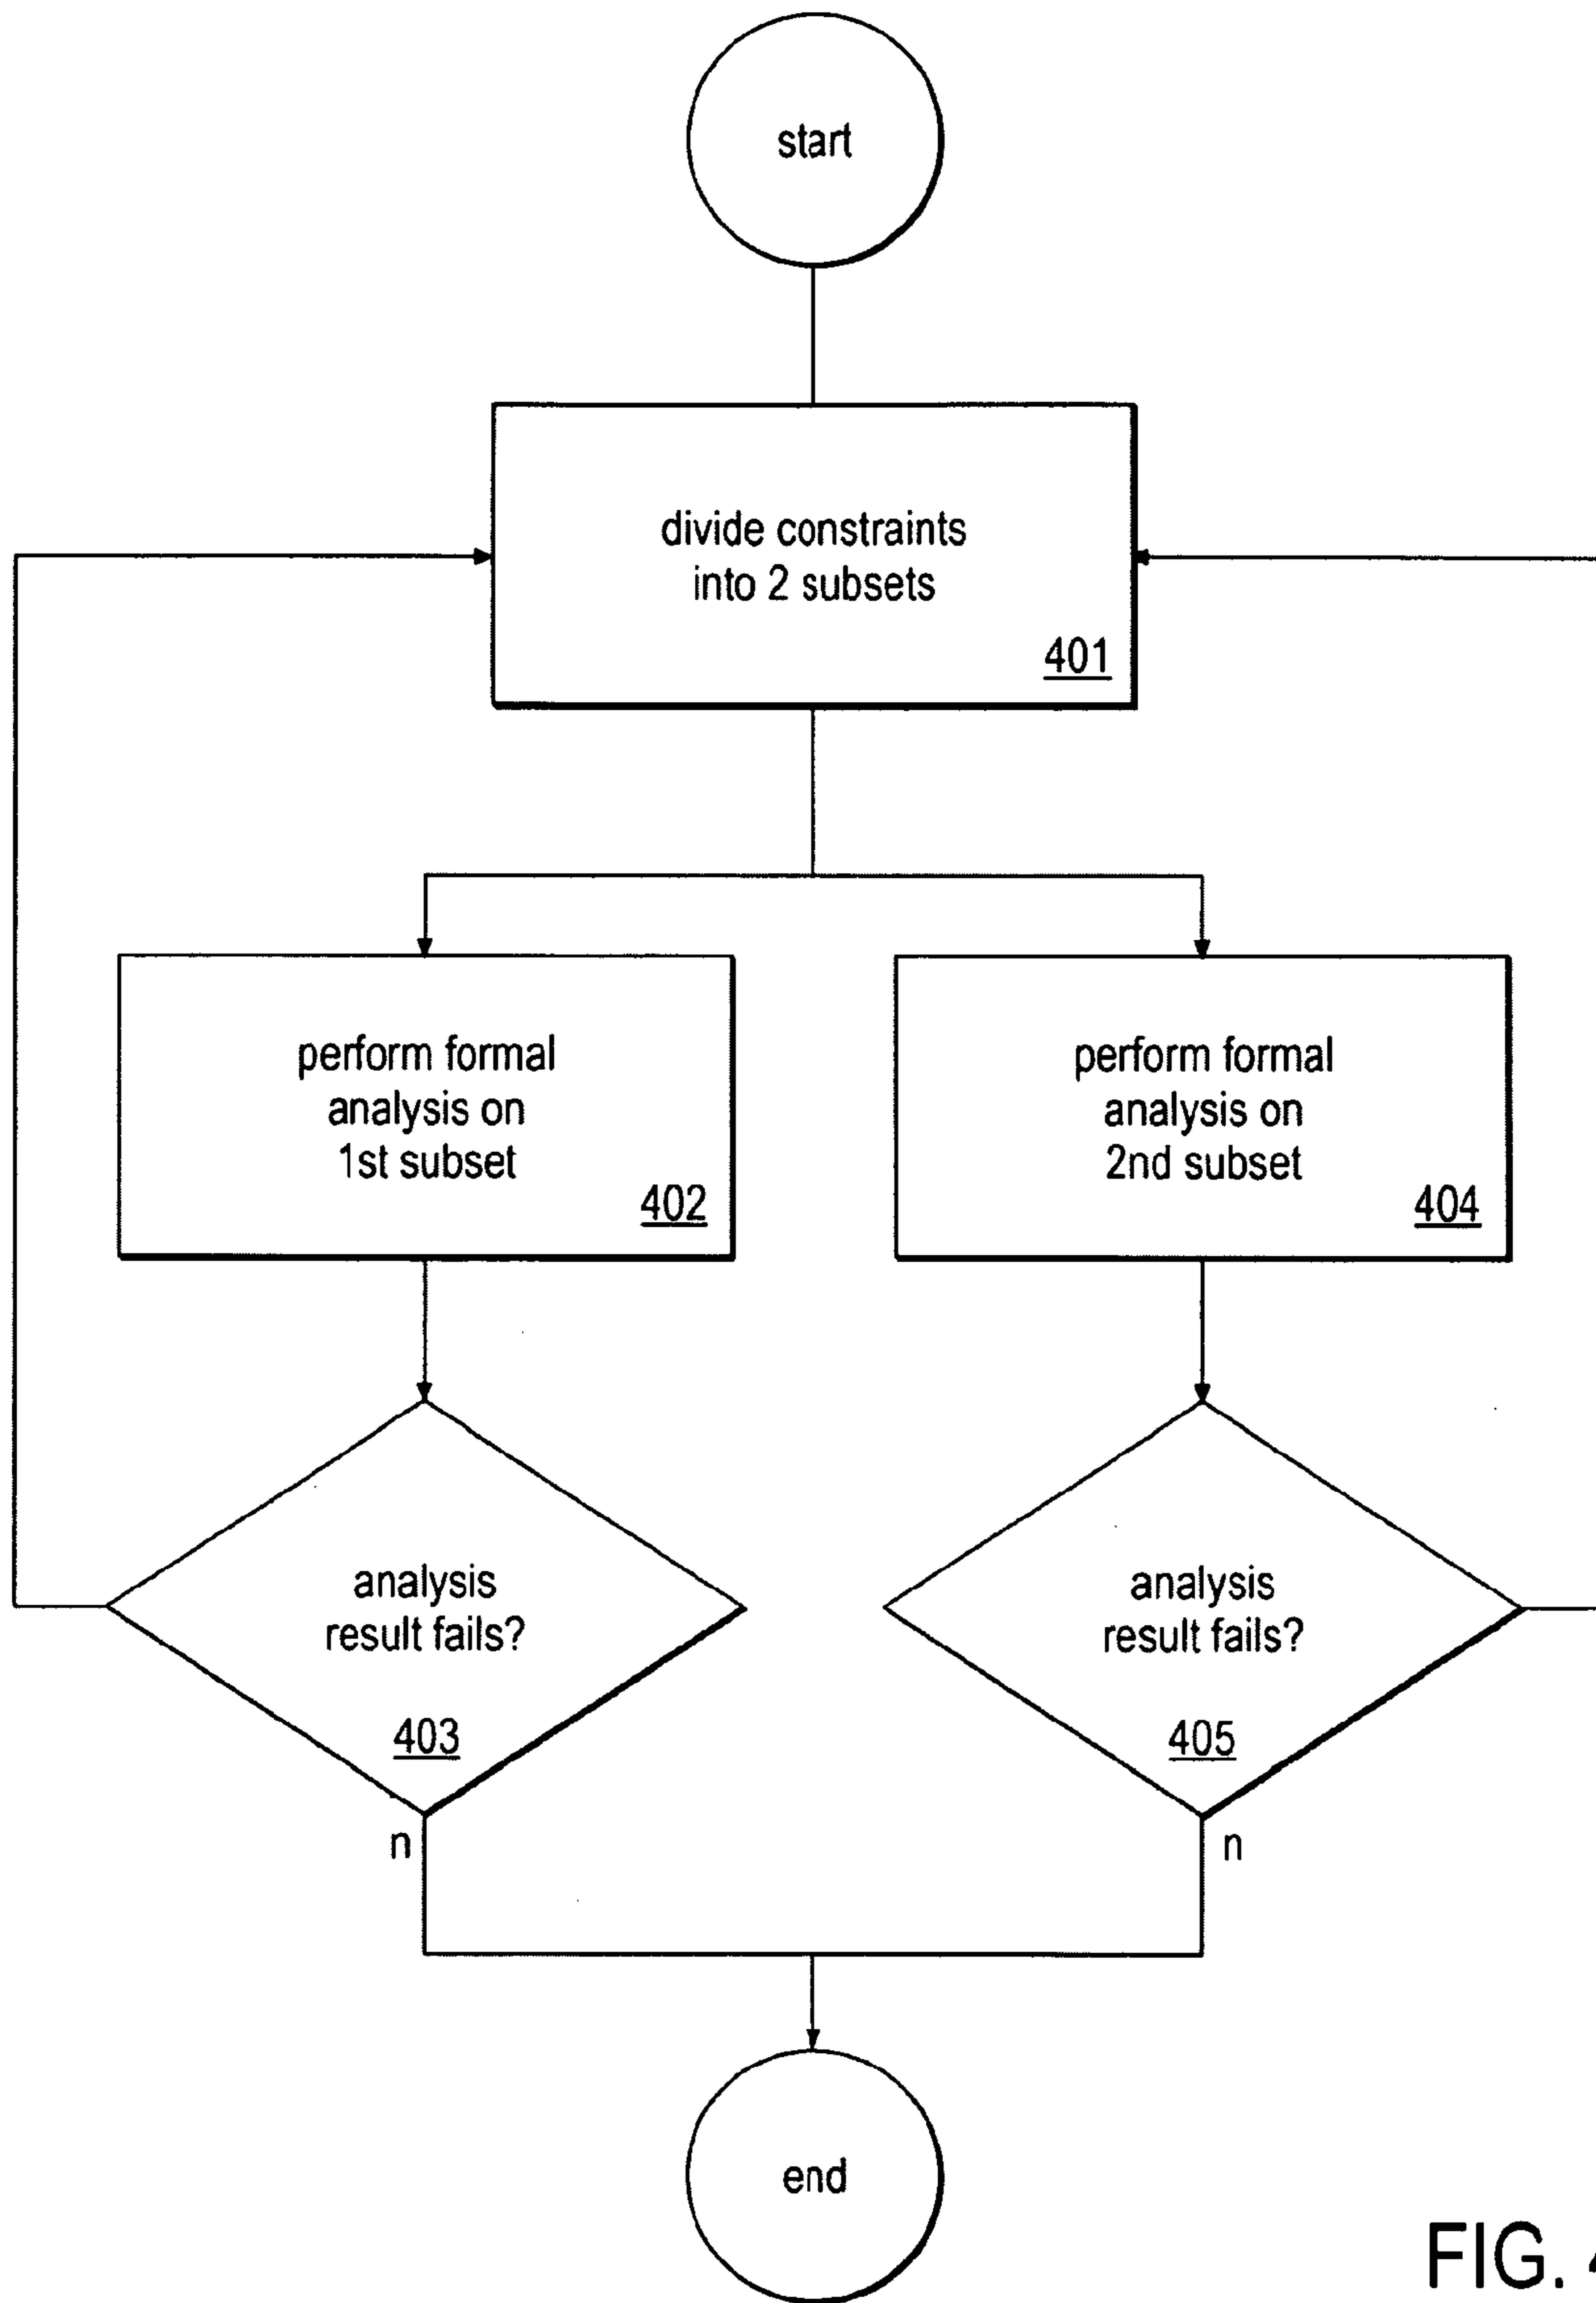 start
divide constraints
into 2 subsets
401
perform formal
analysis on
1st subset
402
perform formal
analysis on
2nd subset
404
analysis
result fails?
403
n
analysis
result fails?
405
n
end
FIG. 4